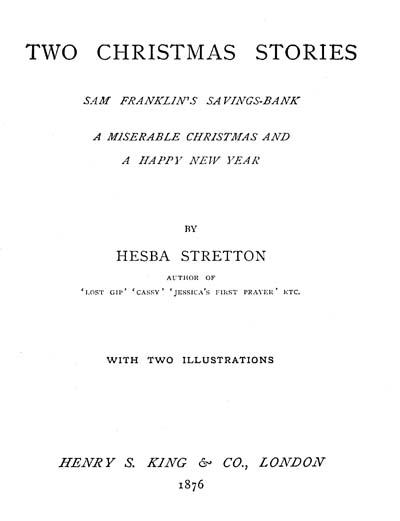 TWO CHRISTMAS STORIES
SAM FRANKLIN'S SAVINGS-BANK
A MISERABLE CHRISTMAS AND
A HAPPY NEW YEAR
BY
HESBA STRETTON
AUTHOR OF
'LOST GIP' 'CASSY' 'JESSICA'S FIRST PRAYER' ETC.
WITH TWO ILLUSTRATIONS
HENRY S. KING & CO., LONDON
1876